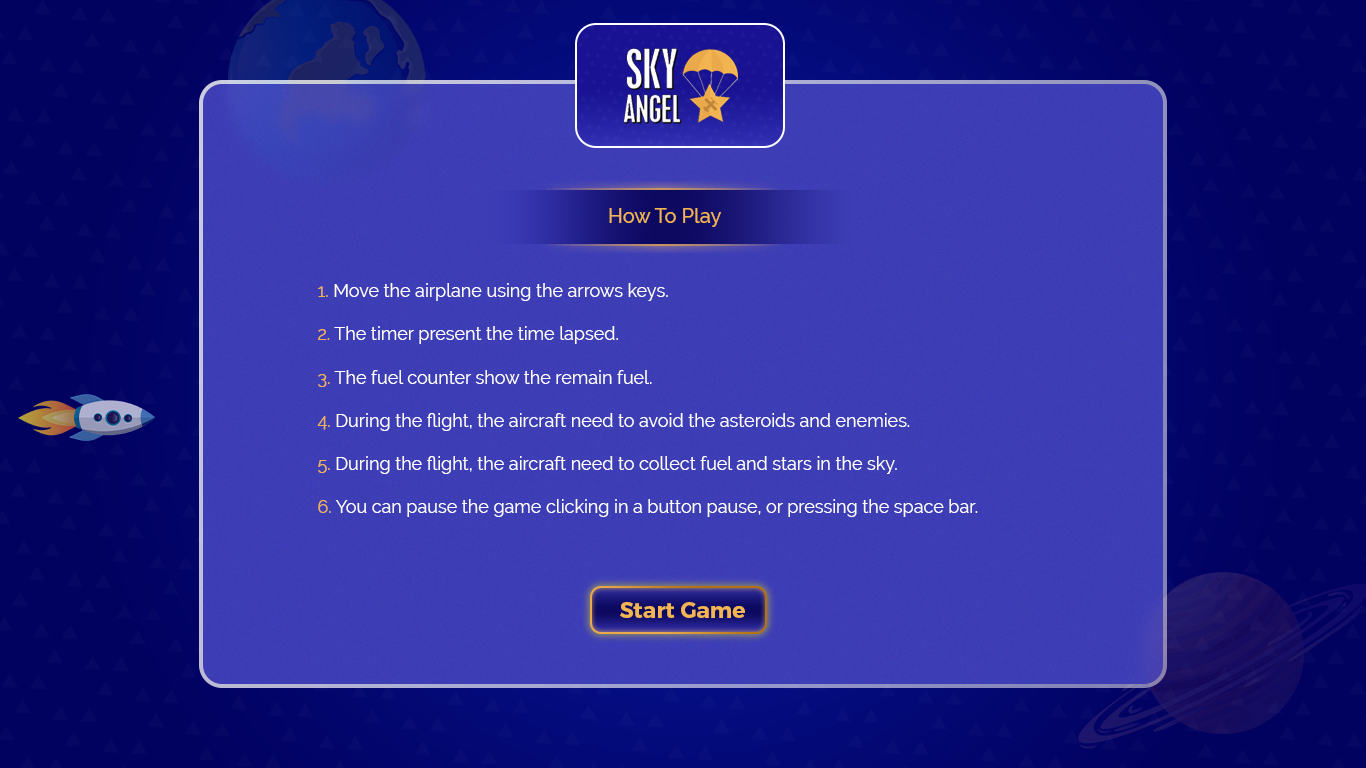 SKY
ANGEL
How To Play
1. Move the airplane using the arrows keys.
2. The timer present the time lapsed.
3. The fuel counter show the remain fuel.
4. During the flight, the aircraft need to avoid the asteroids and enemies.
5. During the flight, the aircraft need to collect fuel and stars in the sky.
6. You can pause the game clicking in a button pause, or pressing the space bar.
Start Game